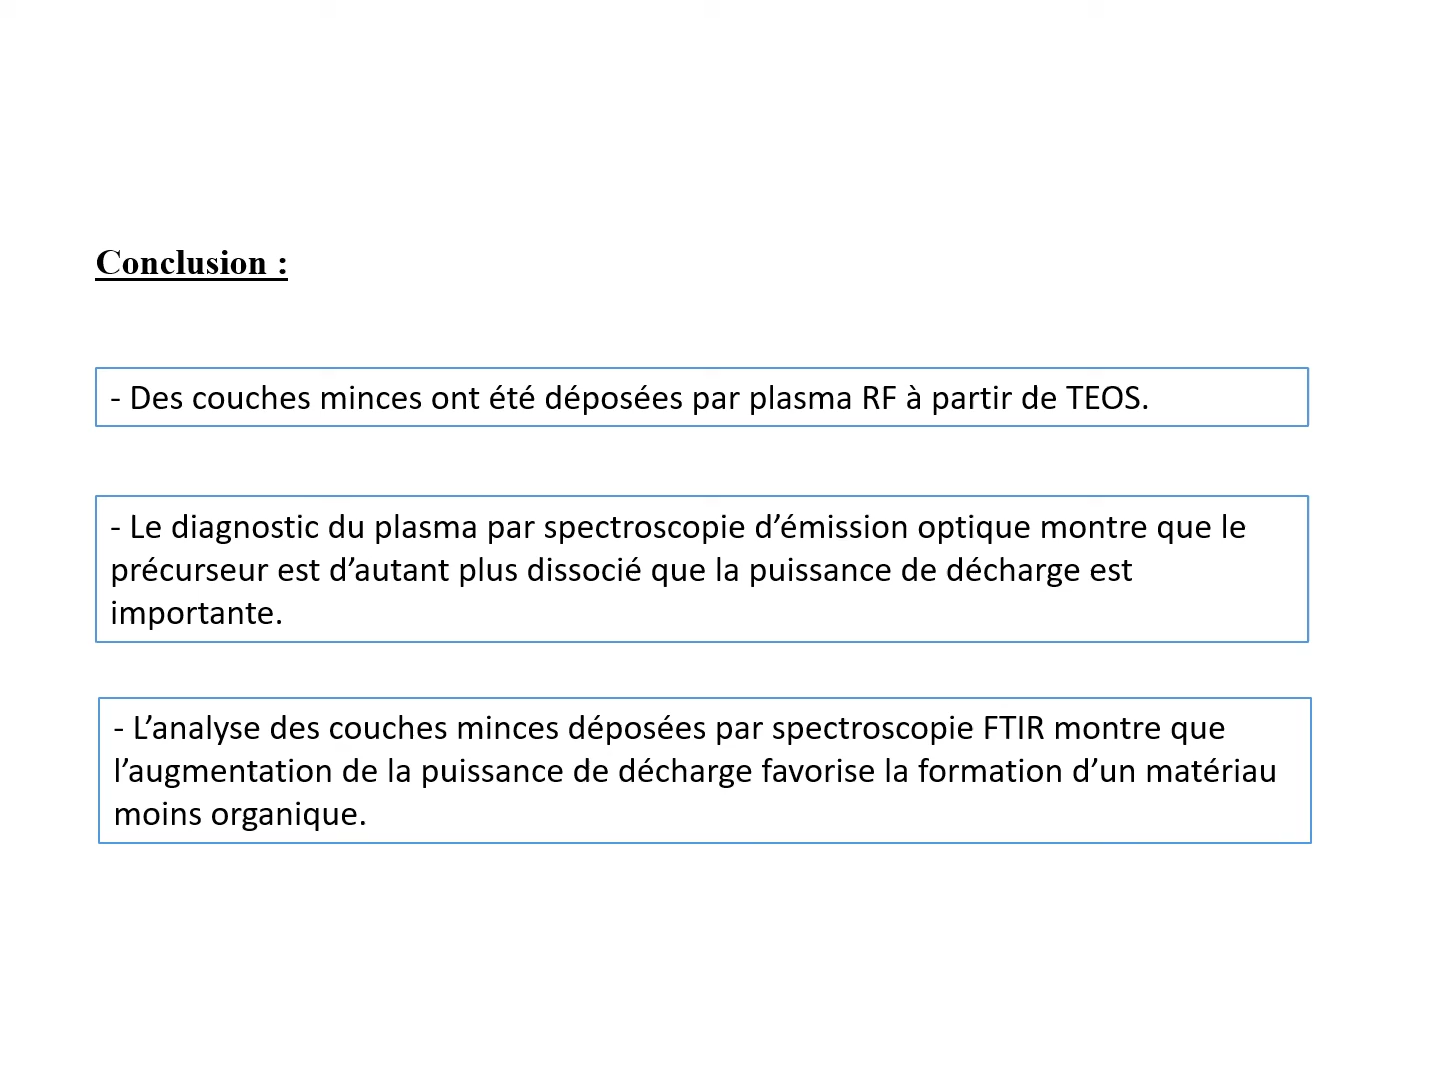 Conclusion :
- Des couches minces ont été déposées par plasma RF à partir de TEOS.
- Le diagnostic du plasma par spectroscopie d’émission optique montre que le
précurseur est d’autant plus dissocié que la puissance de décharge est
importante.
- L’analyse des couches minces déposées par spectroscopie FTIR montre que
l’augmentation de la puissance de décharge favorise la formation d’un matériau
moins organique.